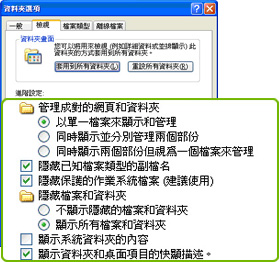 資料夾選項
一般
檢視
檔案類型
離線檔案
資料夾畫面
您可以將用來檢視 (例如詳細資料或並排顯示) 此
資料夾的方式套用到所有資料夾。
套用到所有資料夾(L)
重設所有資料夾(R)
進階設定:
管理成對的網頁和資料夾
以單一檔案來顯示和管理
同時顯示並分別管理兩個部份
同時顯示兩個部份但視為一個檔案來管理
隱藏已知檔案類型的副檔名
隱藏保護的作業系統檔案 (建議使用)
隱藏檔案和資料夾
不顯示隱藏的檔案和資料夾
顯示所有檔案和資料夾
顯示系統資料夾的內容
顯示資料夾和桌面項目的快顯描述。